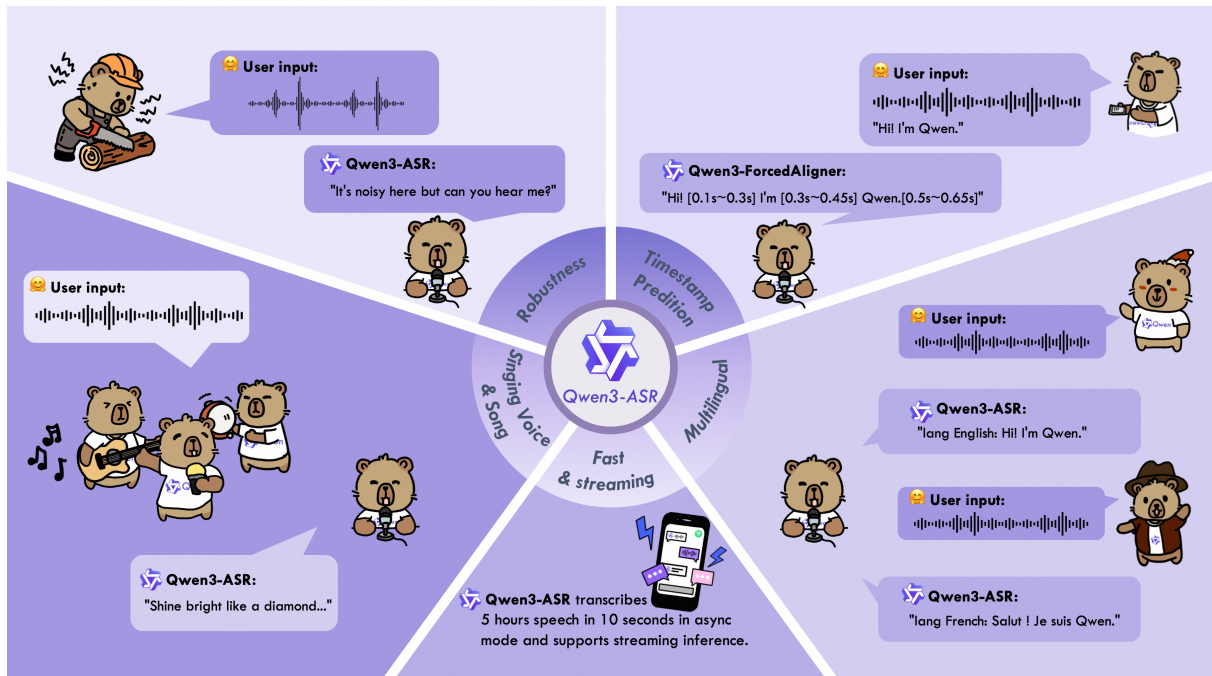 User input:
Qwen3-ASR:
"It's noisy here but can you hear me?"
User input:
"Hi! I'm Qwen."
Qwen3-ForcedAligner:
"Hi! [0.1s~0.3s] I'm [0.3s~0.45s] Qwen.[0.5s~0.65s]"
Robustness
Timestamp
Predition
Singing Voice
& Song
Multilingual
Fast
& streaming
Qwen3-ASR
User input:
Qwen3-ASR:
"Shine bright like a diamond..."
Qwen3-ASR transcribes
5 hours speech in 10 seconds in async
mode and supports streaming inference.
User input:
Qwen
Qwen3-ASR:
"lang English: Hi! I'm Qwen."
User input:
Qwen3-ASR:
"lang French: Salut ! Je suis Qwen."